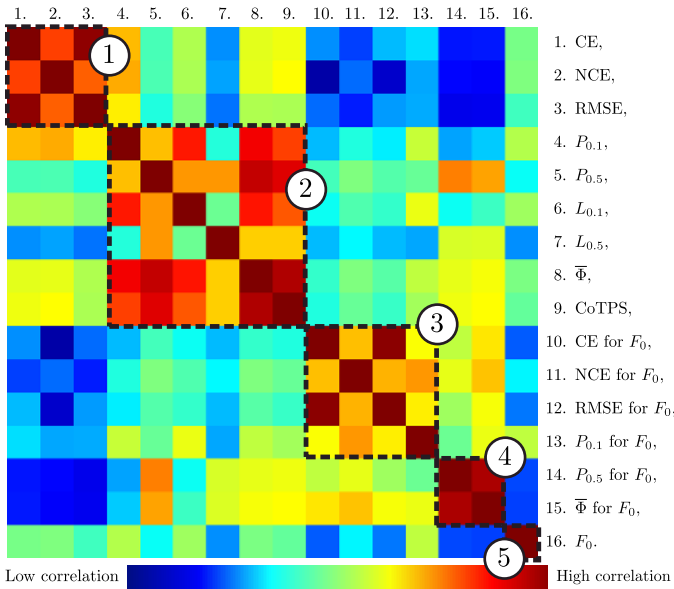 1. 2. 3. 4. 5. 6. 7. 8. 9. 10. 11. 12. 13. 14. 15. 16.
1. CE,
2. NCE,
3. RMSE,
4. P₀.₁,
5. P₀.₅,
6. L₀.₁,
7. L₀.₅,
8. Φ̅,
9. CoTPS,
10. CE for F₀,
11. NCE for F₀,
12. RMSE for F₀,
13. P₀.₁ for F₀,
14. P₀.₅ for F₀,
15. Φ̅ for F₀,
16. F₀.
1
2
3
4
5
Low correlation
High correlation